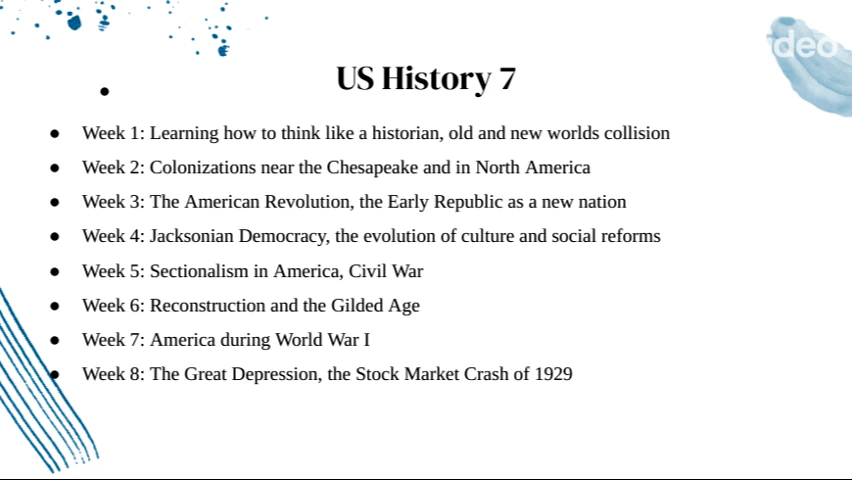 ideo
US History 7
• Week 1: Learning how to think like a historian, old and new worlds collision
• Week 2: Colonizations near the Chesapeake and in North America
• Week 3: The American Revolution, the Early Republic as a new nation
• Week 4: Jacksonian Democracy, the evolution of culture and social reforms
• Week 5: Sectionalism in America, Civil War
• Week 6: Reconstruction and the Gilded Age
• Week 7: America during World War I
• Week 8: The Great Depression, the Stock Market Crash of 1929